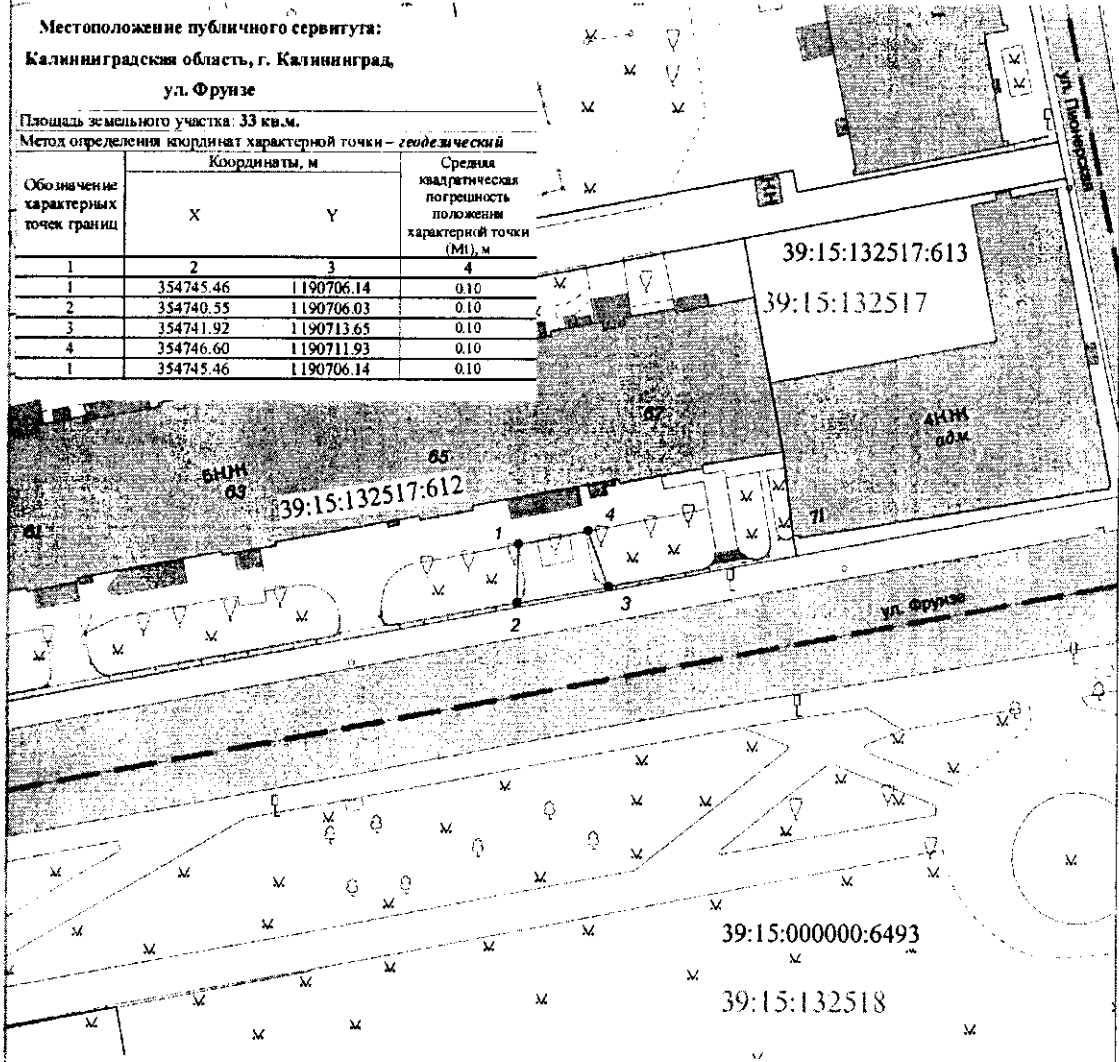 Местоположение публичного сервитута:
Калининградская область, г. Калининград,
ул. Фрунзе
Площадь земельного участка: 33 кв.м.
Метод определения координат характерной точки – геодезический
Обозначение характерных точек границ
Координаты, м
X
Y
Средняя квадратическая погрешность положения характерной точки (Mt), м
1 2 3 4
1 354745.46 1190706.14 0.10
2 354740.55 1190706.03 0.10
3 354741.92 1190713.65 0.10
4 354746.60 1190711.93 0.10
1 354745.46 1190706.14 0.10
ул. Пионерская
39:15:132517:613
39:15:132517
67
4КНЖ
адм
65
5КНЖ
63
39:15:132517:612
61
71
1
4
2
3
ул. Фрунзе
39:15:000000:6493
39:15:132518